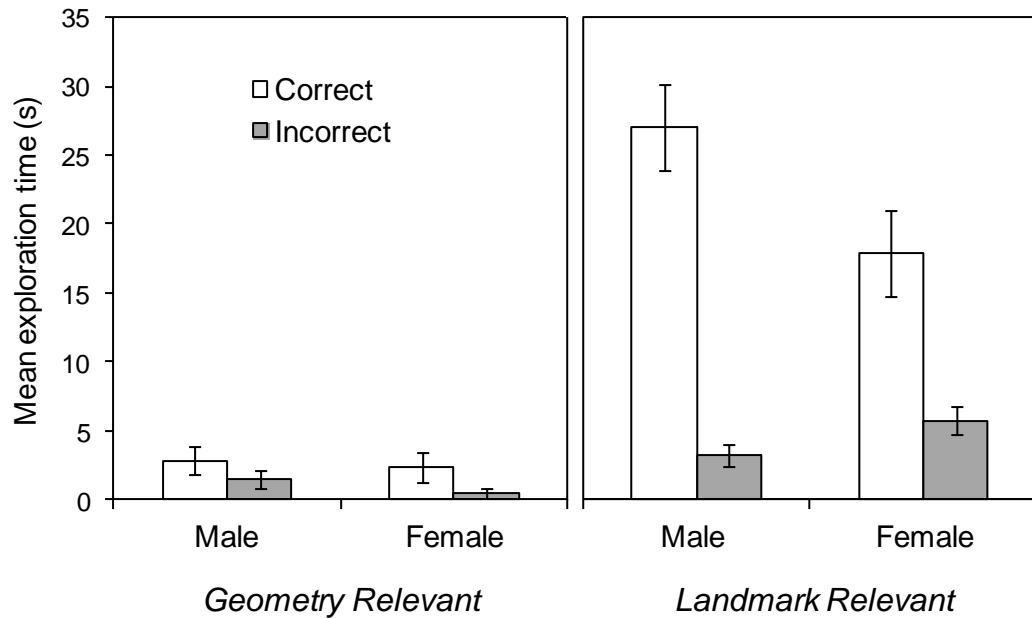 Mean exploration time (s)
35
30
25
20
15
10
5
0
Correct
Incorrect
Male Female Male Female
Geometry Relevant Landmark Relevant